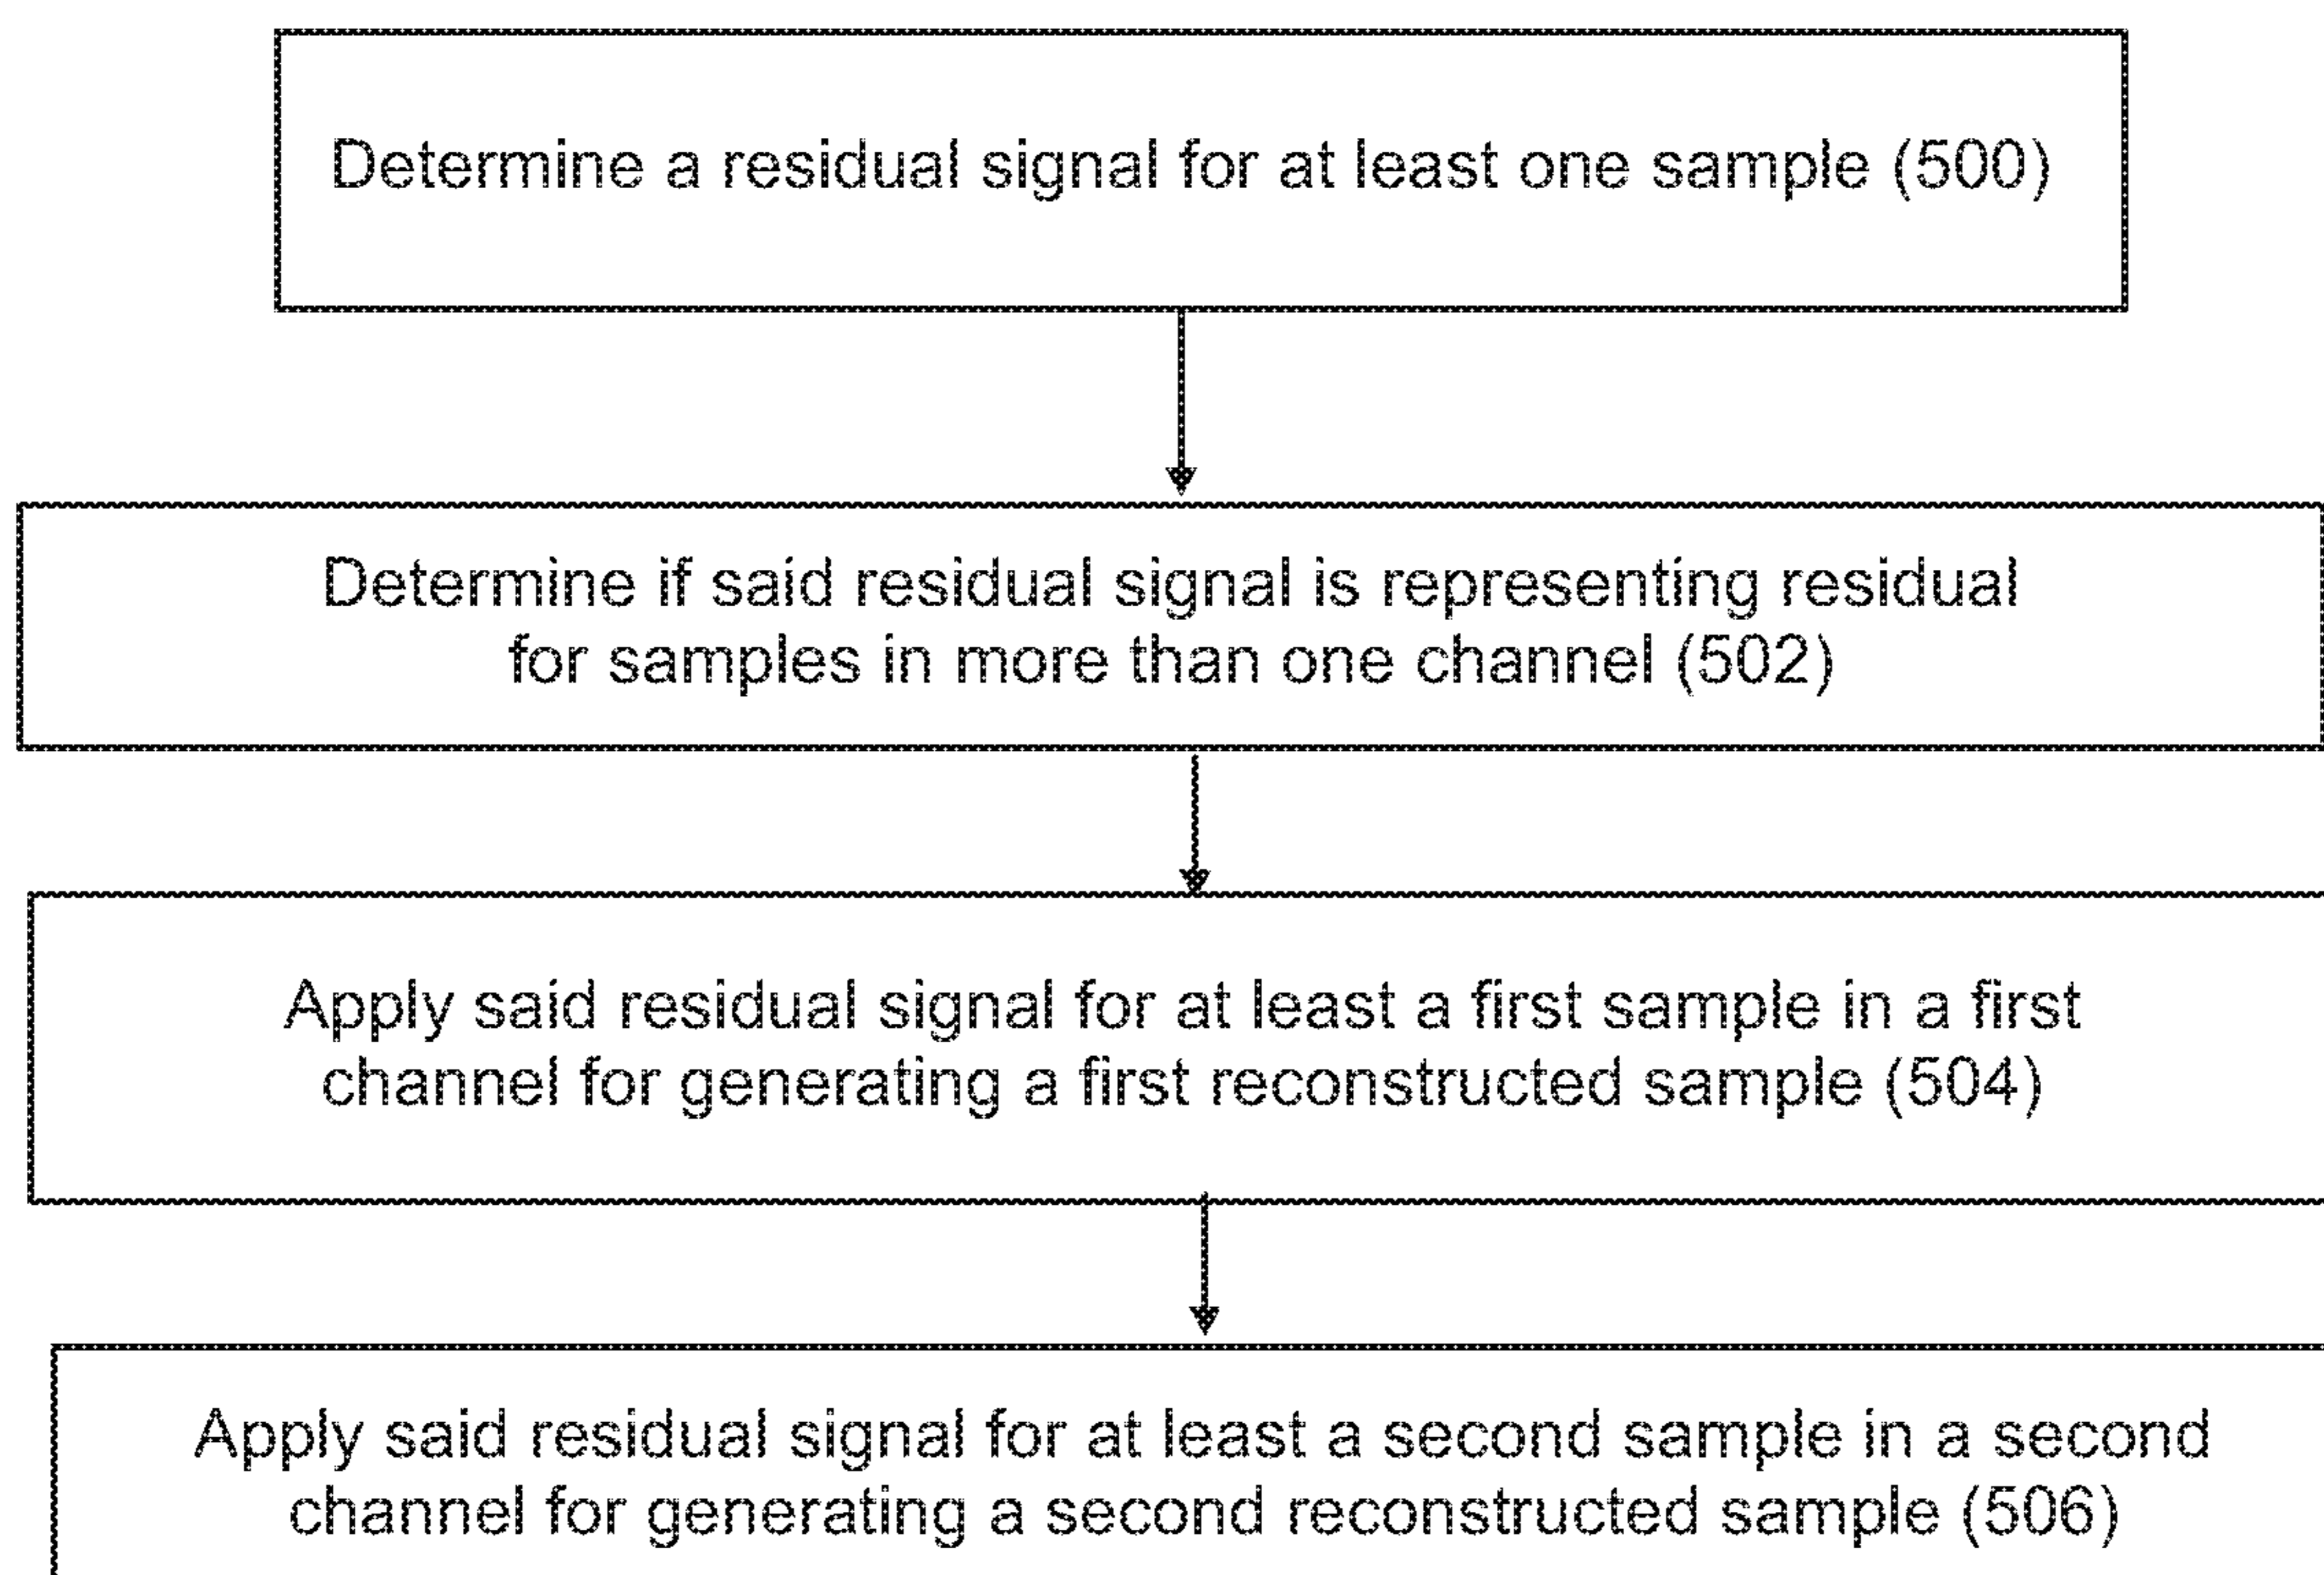 Determine a residual signal for at least one sample (500)
Determine if said residual signal is representing residual
for samples in more than one channel (502)
Apply said residual signal for at least a first sample in a first
channel for generating a first reconstructed sample (504)
Apply said residual signal for at least a second sample in a second
channel for generating a second reconstructed sample (506)